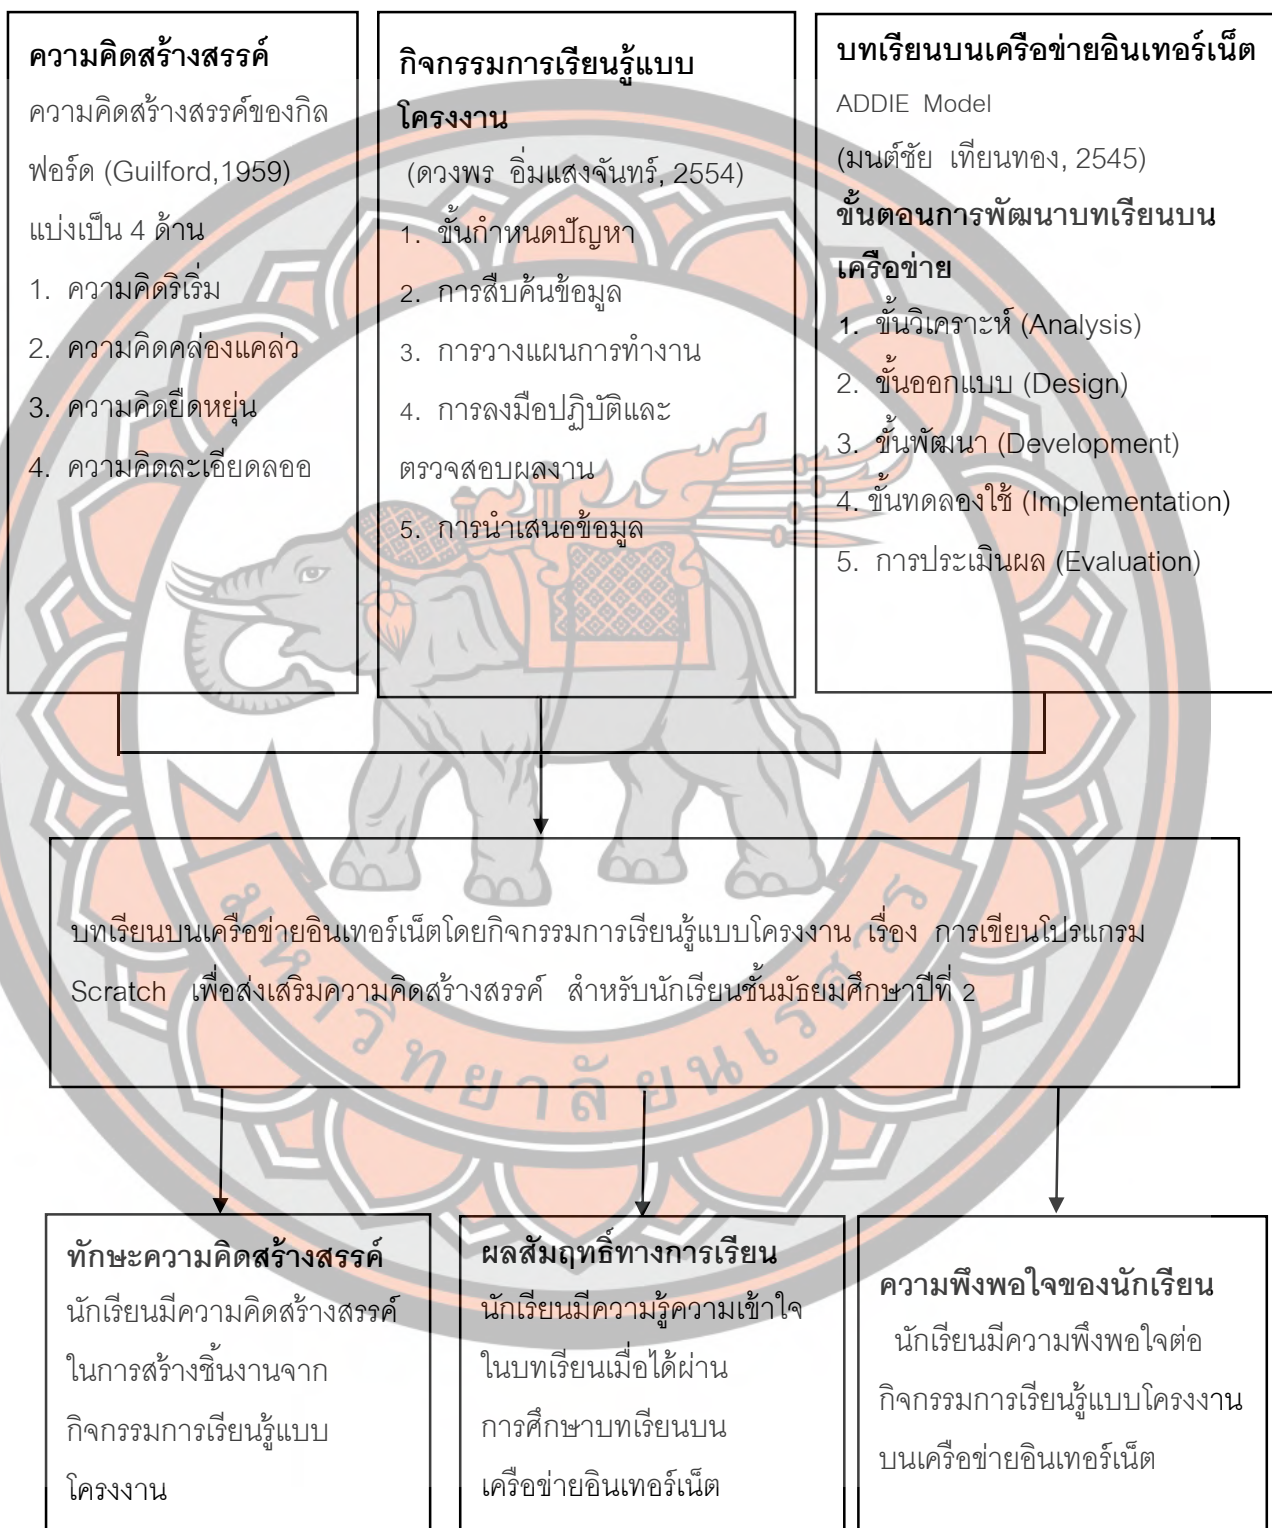 ความคิดสร้างสรรค์
ความคิดสร้างสรรค์ของกิล
ฟอร์ด (Guilford,1959)
แบ่งเป็น 4 ด้าน
1. ความคิดริเริ่ม
2. ความคิดคล่องแคล่ว
3. ความคิดยืดหยุ่น
4. ความคิดละเอียดลออ
กิจกรรมการเรียนรู้แบบ
โครงงาน
(ดวงพร อิ่มแสงจันทร์, 2554)
1. ขั้นกำหนดปัญหา
2. การสืบค้นข้อมูล
3. การวางแผนการทำงาน
4. การลงมือปฏิบัติและ
ตรวจสอบผลงาน
5. การนำเสนอข้อมูล
บทเรียนบนเครือข่ายอินเทอร์เน็ต
ADDIE Model
(มนต์ชัย เทียนทอง, 2545)
ขั้นตอนการพัฒนาบทเรียนบน
เครือข่าย
1. ขั้นวิเคราะห์ (Analysis)
2. ขั้นออกแบบ (Design)
3. ขั้นพัฒนา (Development)
4. ขั้นทดลองใช้ (Implementation)
5. การประเมินผล (Evaluation)
บทเรียนบนเครือข่ายอินเทอร์เน็ตโดยกิจกรรมการเรียนรู้แบบโครงงาน เรื่อง การเขียนโปรแกรม
Scratch เพื่อส่งเสริมความคิดสร้างสรรค์ สำหรับนักเรียนชั้นมัธยมศึกษาปีที่ 2
มหาวิทยาลัยนเรศวร
ทักษะความคิดสร้างสรรค์
นักเรียนมีความคิดสร้างสรรค์
ในการสร้างชิ้นงานจาก
กิจกรรมการเรียนรู้แบบ
โครงงาน
ผลสัมฤทธิ์ทางการเรียน
นักเรียนมีความรู้ความเข้าใจ
ในบทเรียนเมื่อได้ผ่าน
การศึกษาบทเรียนบน
เครือข่ายอินเทอร์เน็ต
ความพึงพอใจของนักเรียน
นักเรียนมีความพึงพอใจต่อ
กิจกรรมการเรียนรู้แบบโครงงาน
บนเครือข่ายอินเทอร์เน็ต